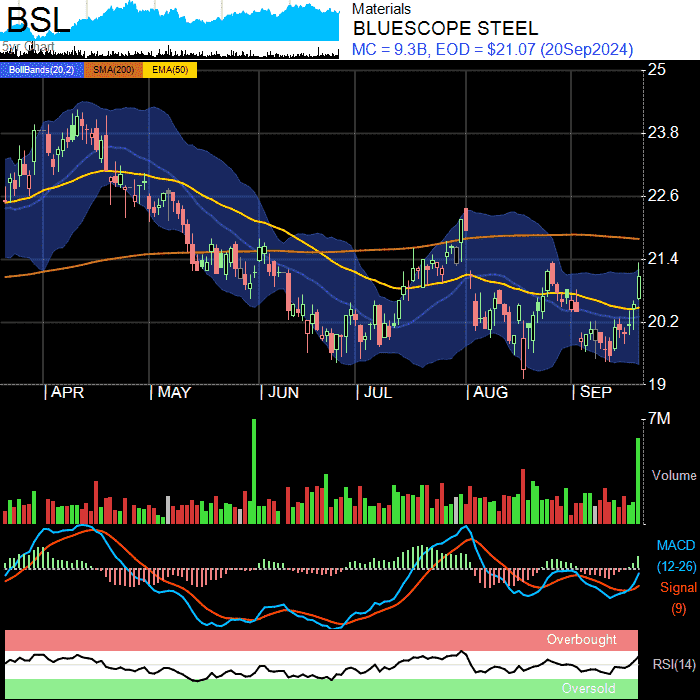 BSL
5yr Chart
Materials
BLUESCOPE STEEL
MC = 9.3B, EOD = $21.07 (20Sep2024)
BollBands(20,2) SMA(200) EMA(50)
25
23.8
22.6
21.4
20.2
19
| APR | MAY | JUN | JUL | AUG | SEP
7M
Volume
MACD
(12-26)
Signal
(9)
Overbought
RSI(14)
Oversold